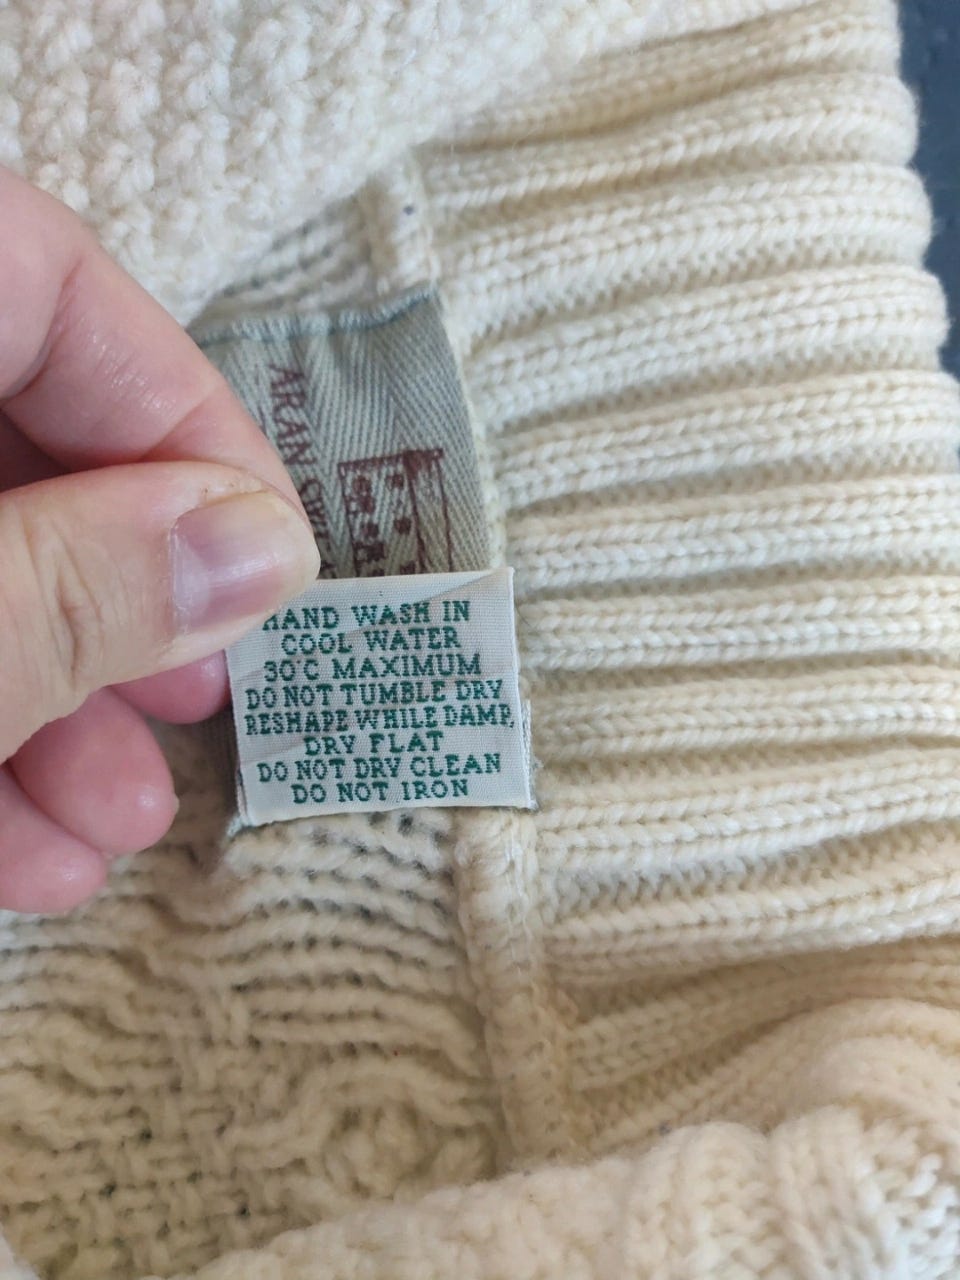 ARAN
HAND WASH IN
COOL WATER
30°C MAXIMUM
DO NOT TUMBLE DRY
RESHAPE WHILE DAMP,
DRY FLAT
DO NOT DRY CLEAN
DO NOT IRON